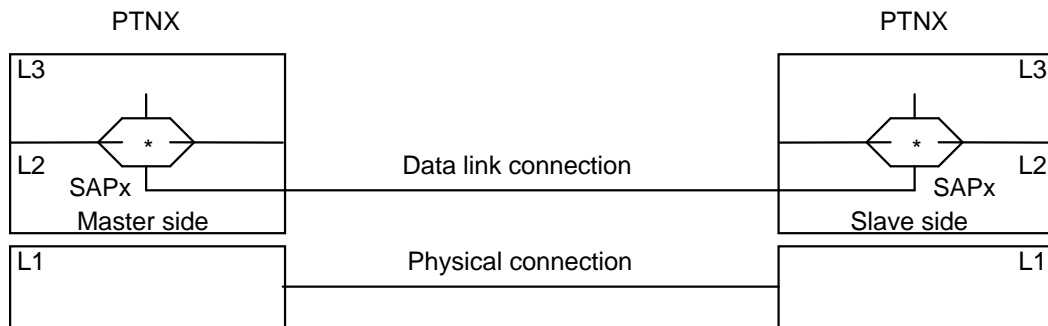 PTNX PTNX
L3 L3
* *
L2 Data link connection L2
SAPx SAPx
Master side Slave side
L1 Physical connection L1